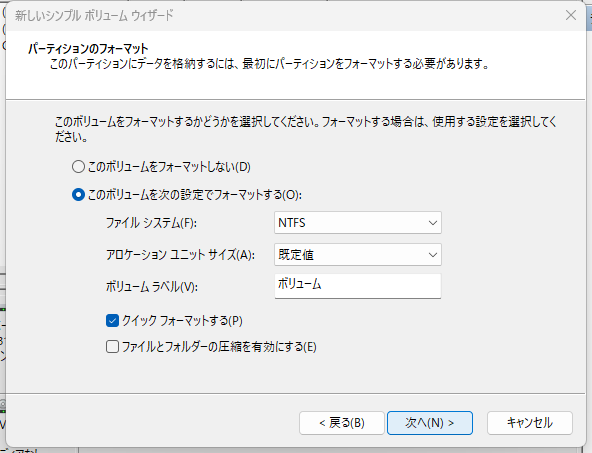 新しいシンプル ボリューム ウィザード
パーティションのフォーマット
このパーティションにデータを格納するには、最初にパーティションをフォーマットする必要があります。
このボリュームをフォーマットするかどうかを選択してください。フォーマットする場合は、使用する設定を選択してく
ださい。
このボリュームをフォーマットしない(D)
このボリュームを次の設定でフォーマットする(O):
ファイル システム(F): NTFS
アロケーション ユニット サイズ(A): 既定値
ボリューム ラベル(V): ボリューム
クイック フォーマットする(P)
ファイルとフォルダーの圧縮を有効にする(E)
< 戻る(B) 次へ(N) > キャンセル